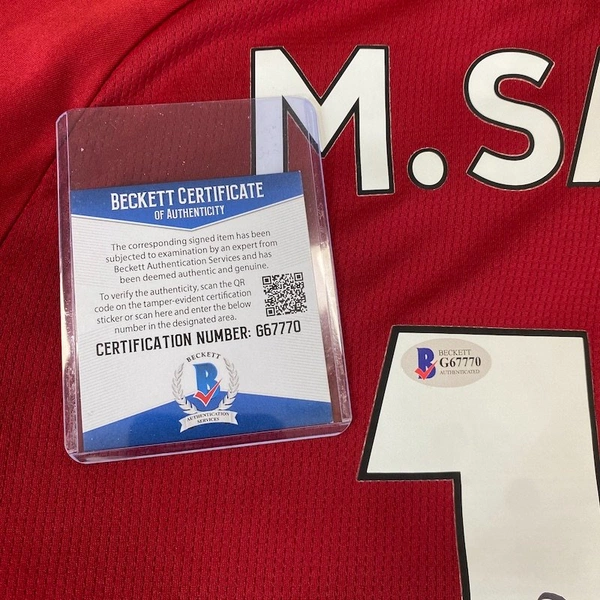 M.SA
BECKETT CERTIFICATE
OF AUTHENTICITY
The corresponding signed item has been
subjected to examination by an expert from
Beckett Authentication Services and has
been deemed authentic and genuine.
To verify the authenticity, scan the QR
code on the tamper-evident certification
sticker or scan here and enter the below
number in the designated area.
CERTIFICATION NUMBER: G67770
BECKETT
B
AUTHENTICATION
SERVICES
B
BECKETT
G67770
AUTHENTICATED
1